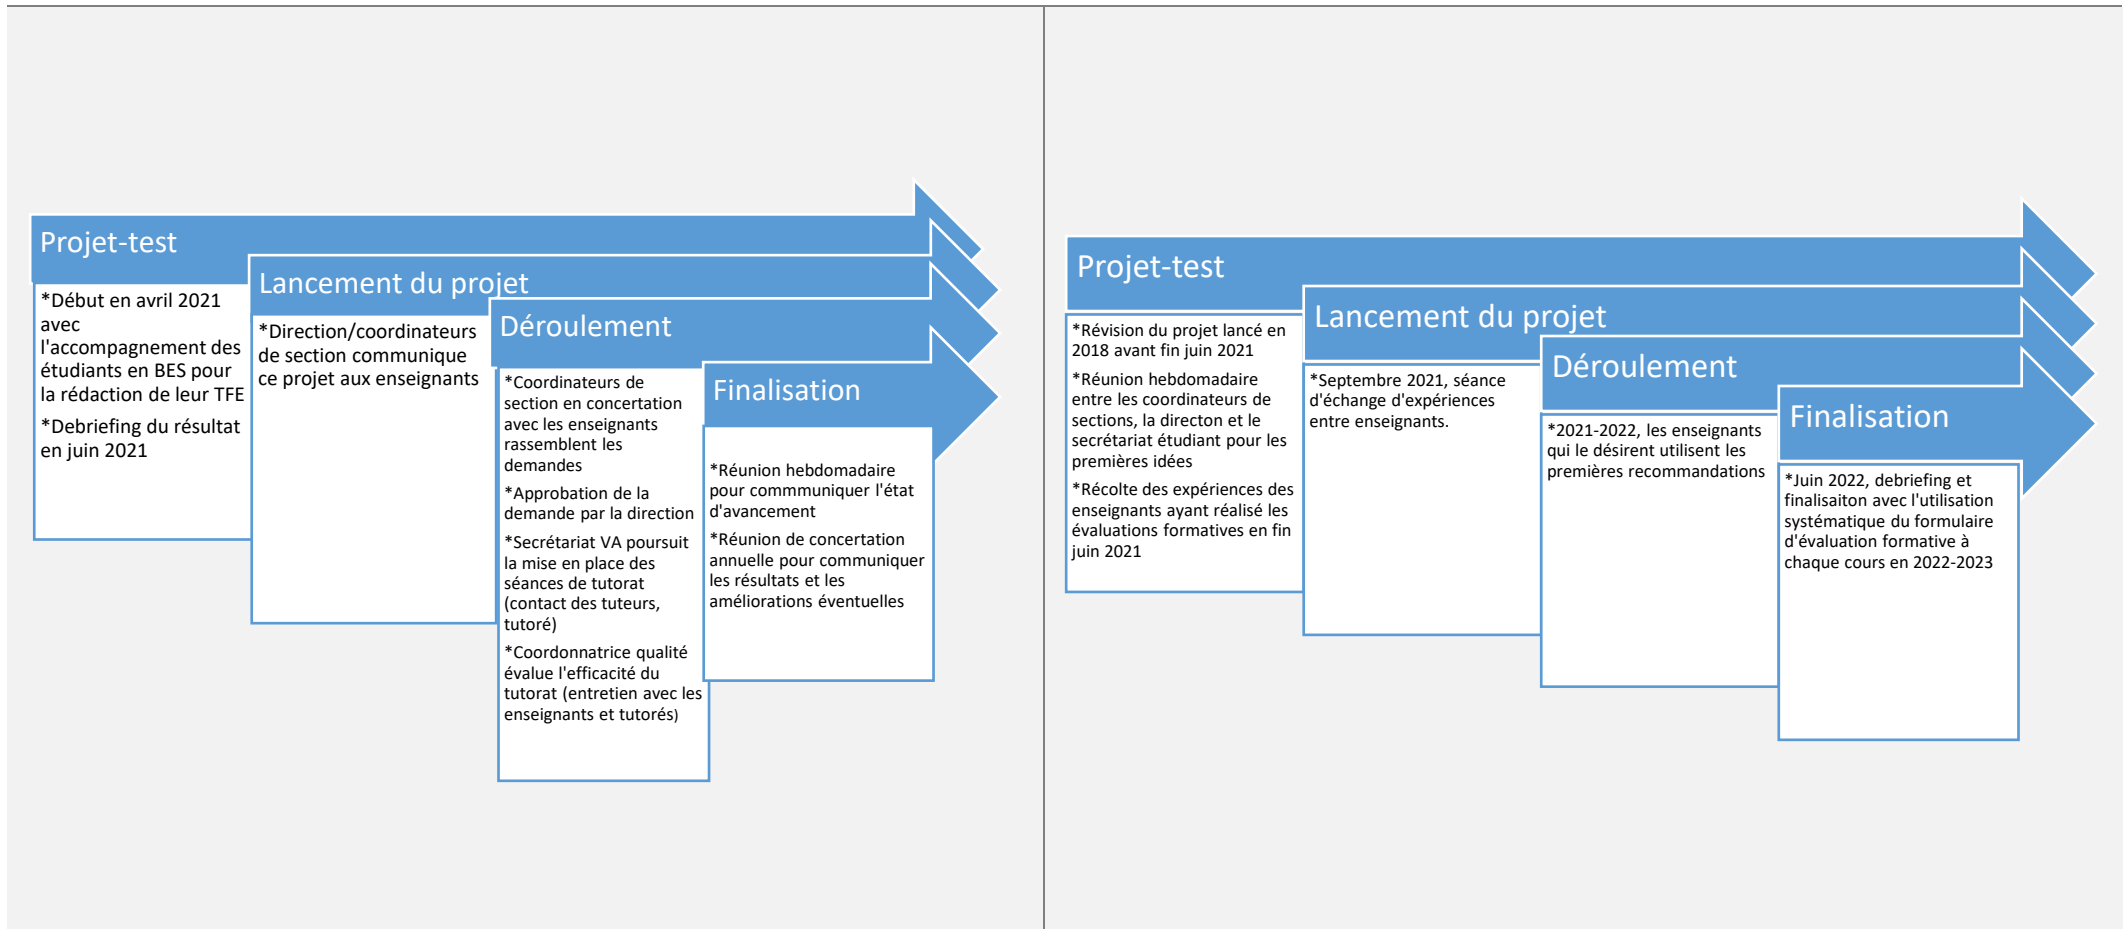 Projet-test
*Début en avril 2021
avec
l'accompagnement des
étudiants en BES pour
la rédaction de leur TFE
*Debriefing du résultat
en juin 2021
Lancement du projet
*Direction/coordinateurs
de section communique
ce projet aux enseignants
Déroulement
*Coordinateurs de
section en concertation
avec les enseignants
rassemblent les
demandes
*Approbation de la
demande par la direction
*Secrétariat VA poursuit
la mise en place des
séances de tutorat
(contact des tuteurs,
tutoré)
*Coordonnatrice qualité
évalue l'efficacité du
tutorat (entretien avec les
enseignants et tutorés)
Finalisation
*Réunion hebdomadaire
pour commmuniquer l'état
d'avancement
*Réunion de concertation
annuelle pour communiquer
les résultats et les
améliorations éventuelles
Projet-test
*Révision du projet lancé en
2018 avant fin juin 2021
*Réunion hebdomadaire
entre les coordinateurs de
sections, la directon et le
secrétariat étudiant pour les
premières idées
*Récolte des expériences des
enseignants ayant réalisé les
évaluations formatives en fin
juin 2021
Lancement du projet
*Septembre 2021, séance
d'échange d'expériences
entre enseignants.
Déroulement
*2021-2022, les enseignants
qui le désirent utilisent les
premières recommandations
Finalisation
*Juin 2022, debriefing et
finalisaiton avec l'utilisation
systématique du formulaire
d'évaluation formative à
chaque cours en 2022-2023